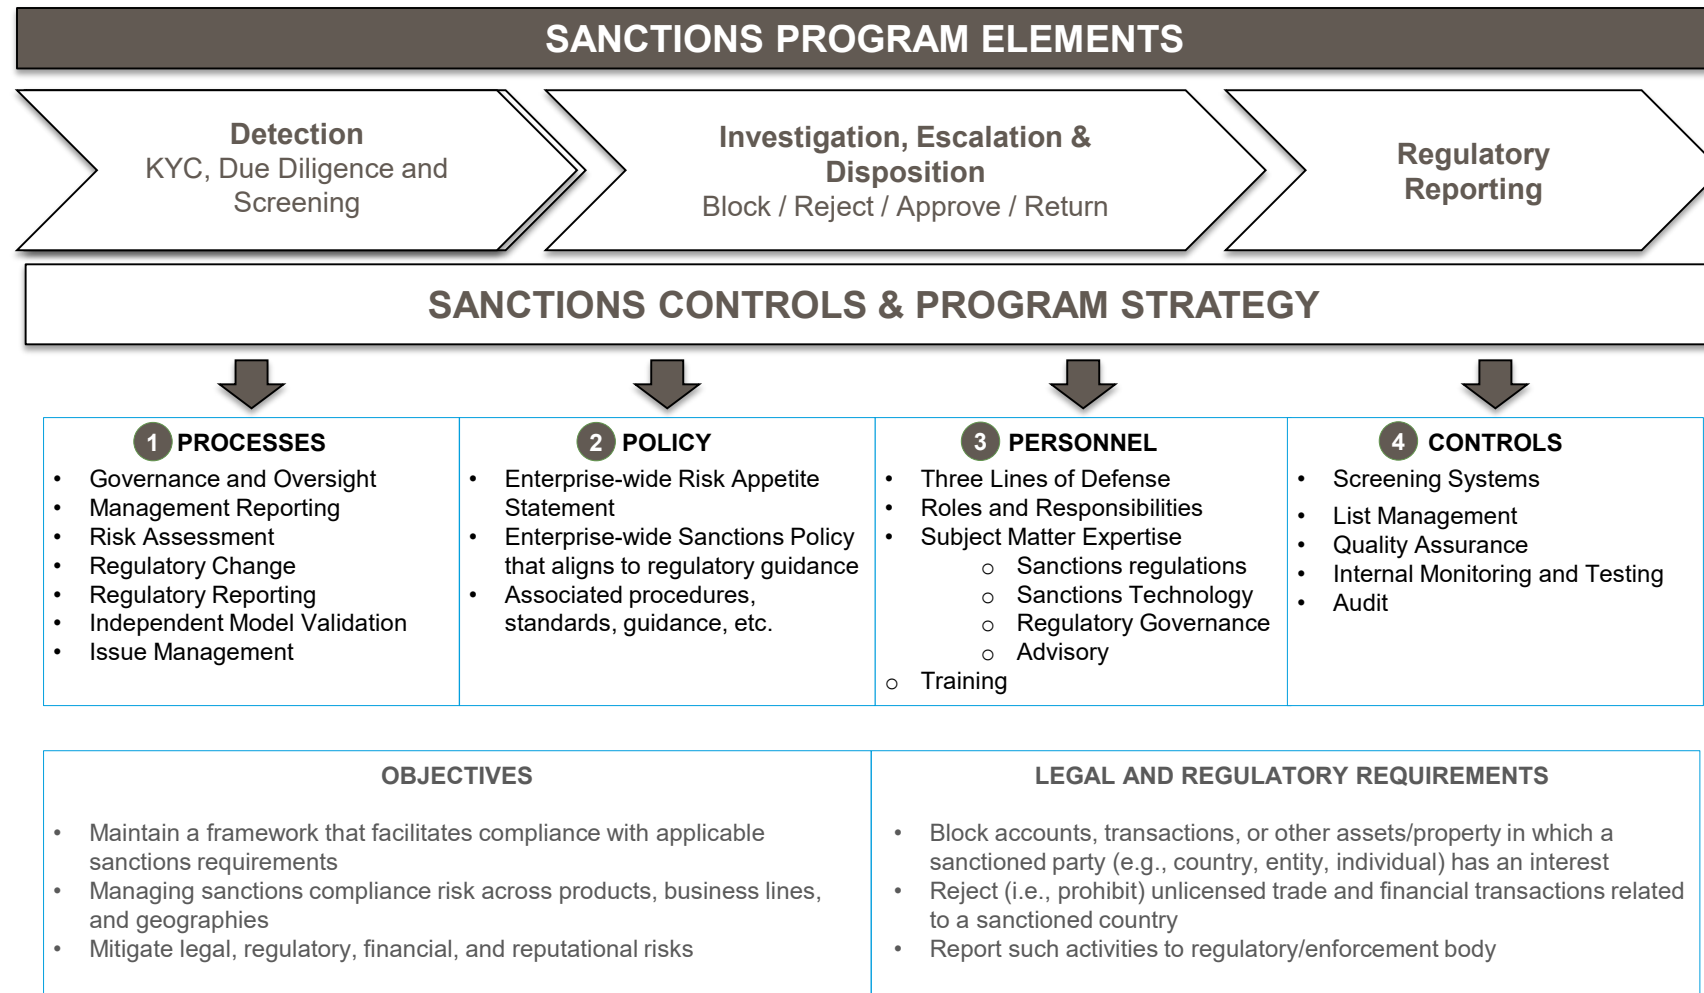 SANCTIONS PROGRAM ELEMENTS
Detection
KYC, Due Diligence and
Screening
Investigation, Escalation &
Disposition
Block / Reject / Approve / Return
Regulatory
Reporting
SANCTIONS CONTROLS & PROGRAM STRATEGY
1 PROCESSES
• Governance and Oversight
• Management Reporting
• Risk Assessment
• Regulatory Change
• Regulatory Reporting
• Independent Model Validation
• Issue Management
2 POLICY
• Enterprise-wide Risk Appetite
Statement
• Enterprise-wide Sanctions Policy
that aligns to regulatory guidance
• Associated procedures,
standards, guidance, etc.
3 PERSONNEL
• Three Lines of Defense
• Roles and Responsibilities
• Subject Matter Expertise
o Sanctions regulations
o Sanctions Technology
o Regulatory Governance
o Advisory
o Training
4 CONTROLS
• Screening Systems
• List Management
• Quality Assurance
• Internal Monitoring and Testing
• Audit
OBJECTIVES
• Maintain a framework that facilitates compliance with applicable
sanctions requirements
• Managing sanctions compliance risk across products, business lines,
and geographies
• Mitigate legal, regulatory, financial, and reputational risks
LEGAL AND REGULATORY REQUIREMENTS
• Block accounts, transactions, or other assets/property in which a
sanctioned party (e.g., country, entity, individual) has an interest
• Reject (i.e., prohibit) unlicensed trade and financial transactions related
to a sanctioned country
• Report such activities to regulatory/enforcement body